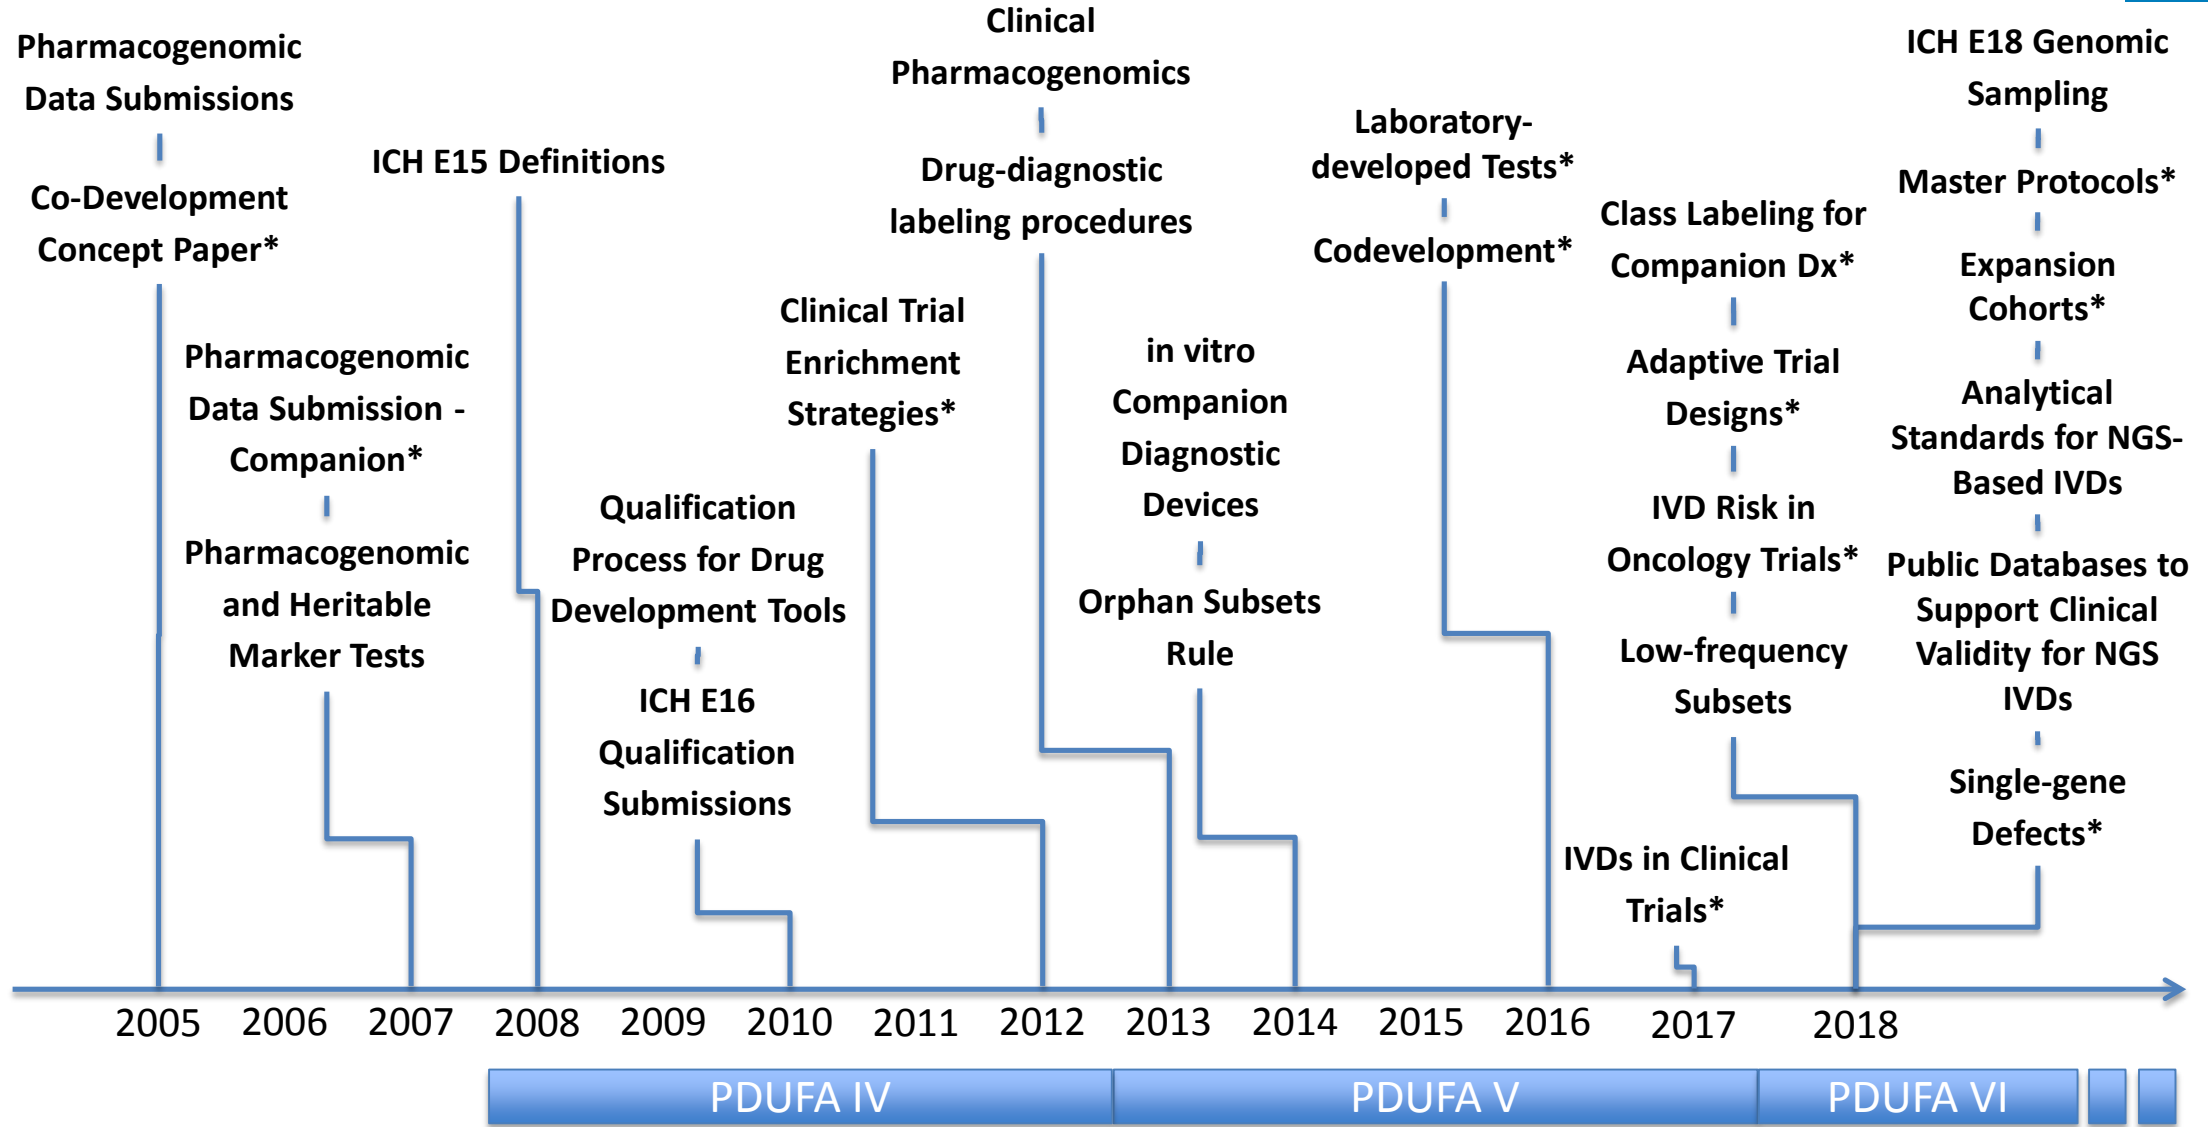 Pharmacogenomic
Data Submissions
Co-Development
Concept Paper*
Pharmacogenomic
Data Submission -
Companion*
Pharmacogenomic
and Heritable
Marker Tests
ICH E15 Definitions
Qualification
Process for Drug
Development Tools
ICH E16
Qualification
Submissions
Clinical Trial
Enrichment
Strategies*
Clinical
Pharmacogenomics
Drug-diagnostic
labeling procedures
in vitro
Companion
Diagnostic
Devices
Orphan Subsets
Rule
Laboratory-
developed Tests*
Codevelopment*
IVDs in Clinical
Trials*
Class Labeling for
Companion Dx*
Adaptive Trial
Designs*
IVD Risk in
Oncology Trials*
Low-frequency
Subsets
ICH E18 Genomic
Sampling
Master Protocols*
Expansion
Cohorts*
Analytical
Standards for NGS-
Based IVDs
Public Databases to
Support Clinical
Validity for NGS
IVDs
Single-gene
Defects*
2005 2006 2007 2008 2009 2010 2011 2012 2013 2014 2015 2016 2017 2018
PDUFA IV PDUFA V PDUFA VI